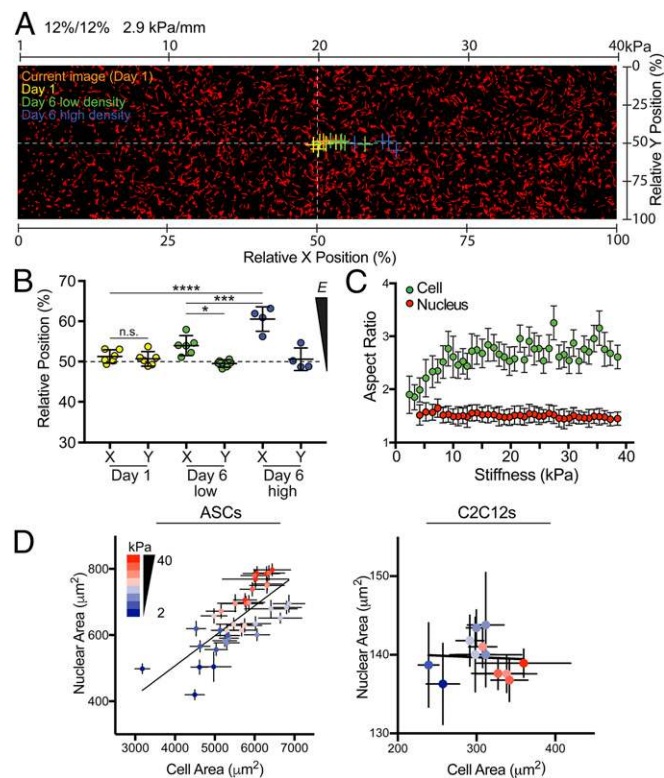 A
12%/12% 2.9 kPa/mm
1 10 20 30 40kPa
Current image (Day 1)
Day 1
Day 6 low density
Day 6 high density
0
-25
-50
-75
-100
Relative Y Position (%)
0 25 50 75 100
Relative X Position (%)
B
Relative Position (%)
70
60
50
40
30
****
***
n.s.
*
E
X Y X Y X Y
Day 1 Day 6 low Day 6 high
C
Cell
Nucleus
Aspect Ratio
4
3
2
1
0 5 10 15 20 25 30 35 40
Stiffness (kPa)
D
ASCs
kPa
40
2
Nuclear Area (μm²)
800
600
400
3000 4000 5000 6000 7000
Cell Area (μm²)
C2C12s
Nuclear Area (μm²)
150
140
130
200 300 400
Cell Area (μm²)